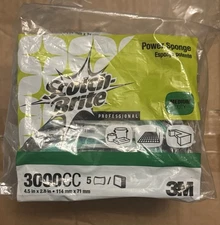 Power Sponge
Scotch-
Brite
PROFESSIONAL
3000CC 5
4.5 in x 2.8 in • 114 mm x 71 mm
3M